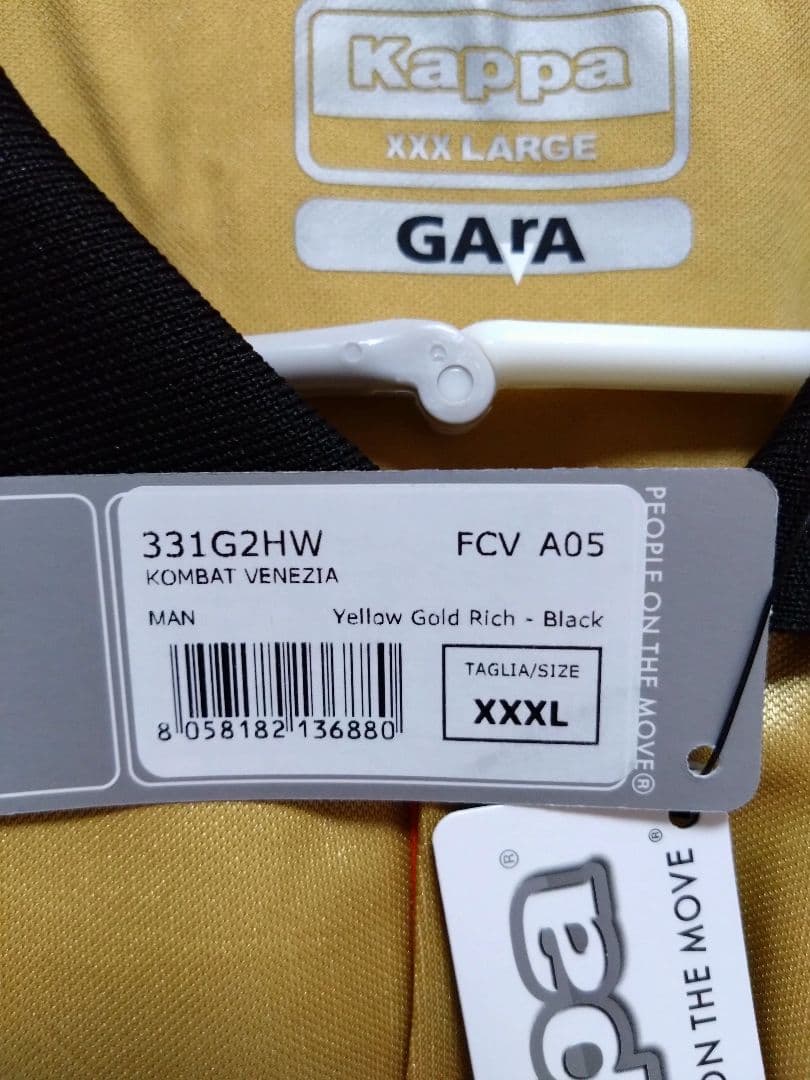 Kappa
XXX LARGE
GArA
331G2HW FCV A05
KOMBAT VENEZIA
MAN Yellow Gold Rich - Black
TAGLIA/SIZE
XXXL
8 058182 136880
PEOPLE ON THE MOVE®
®
ppa
ON THE MOVE®